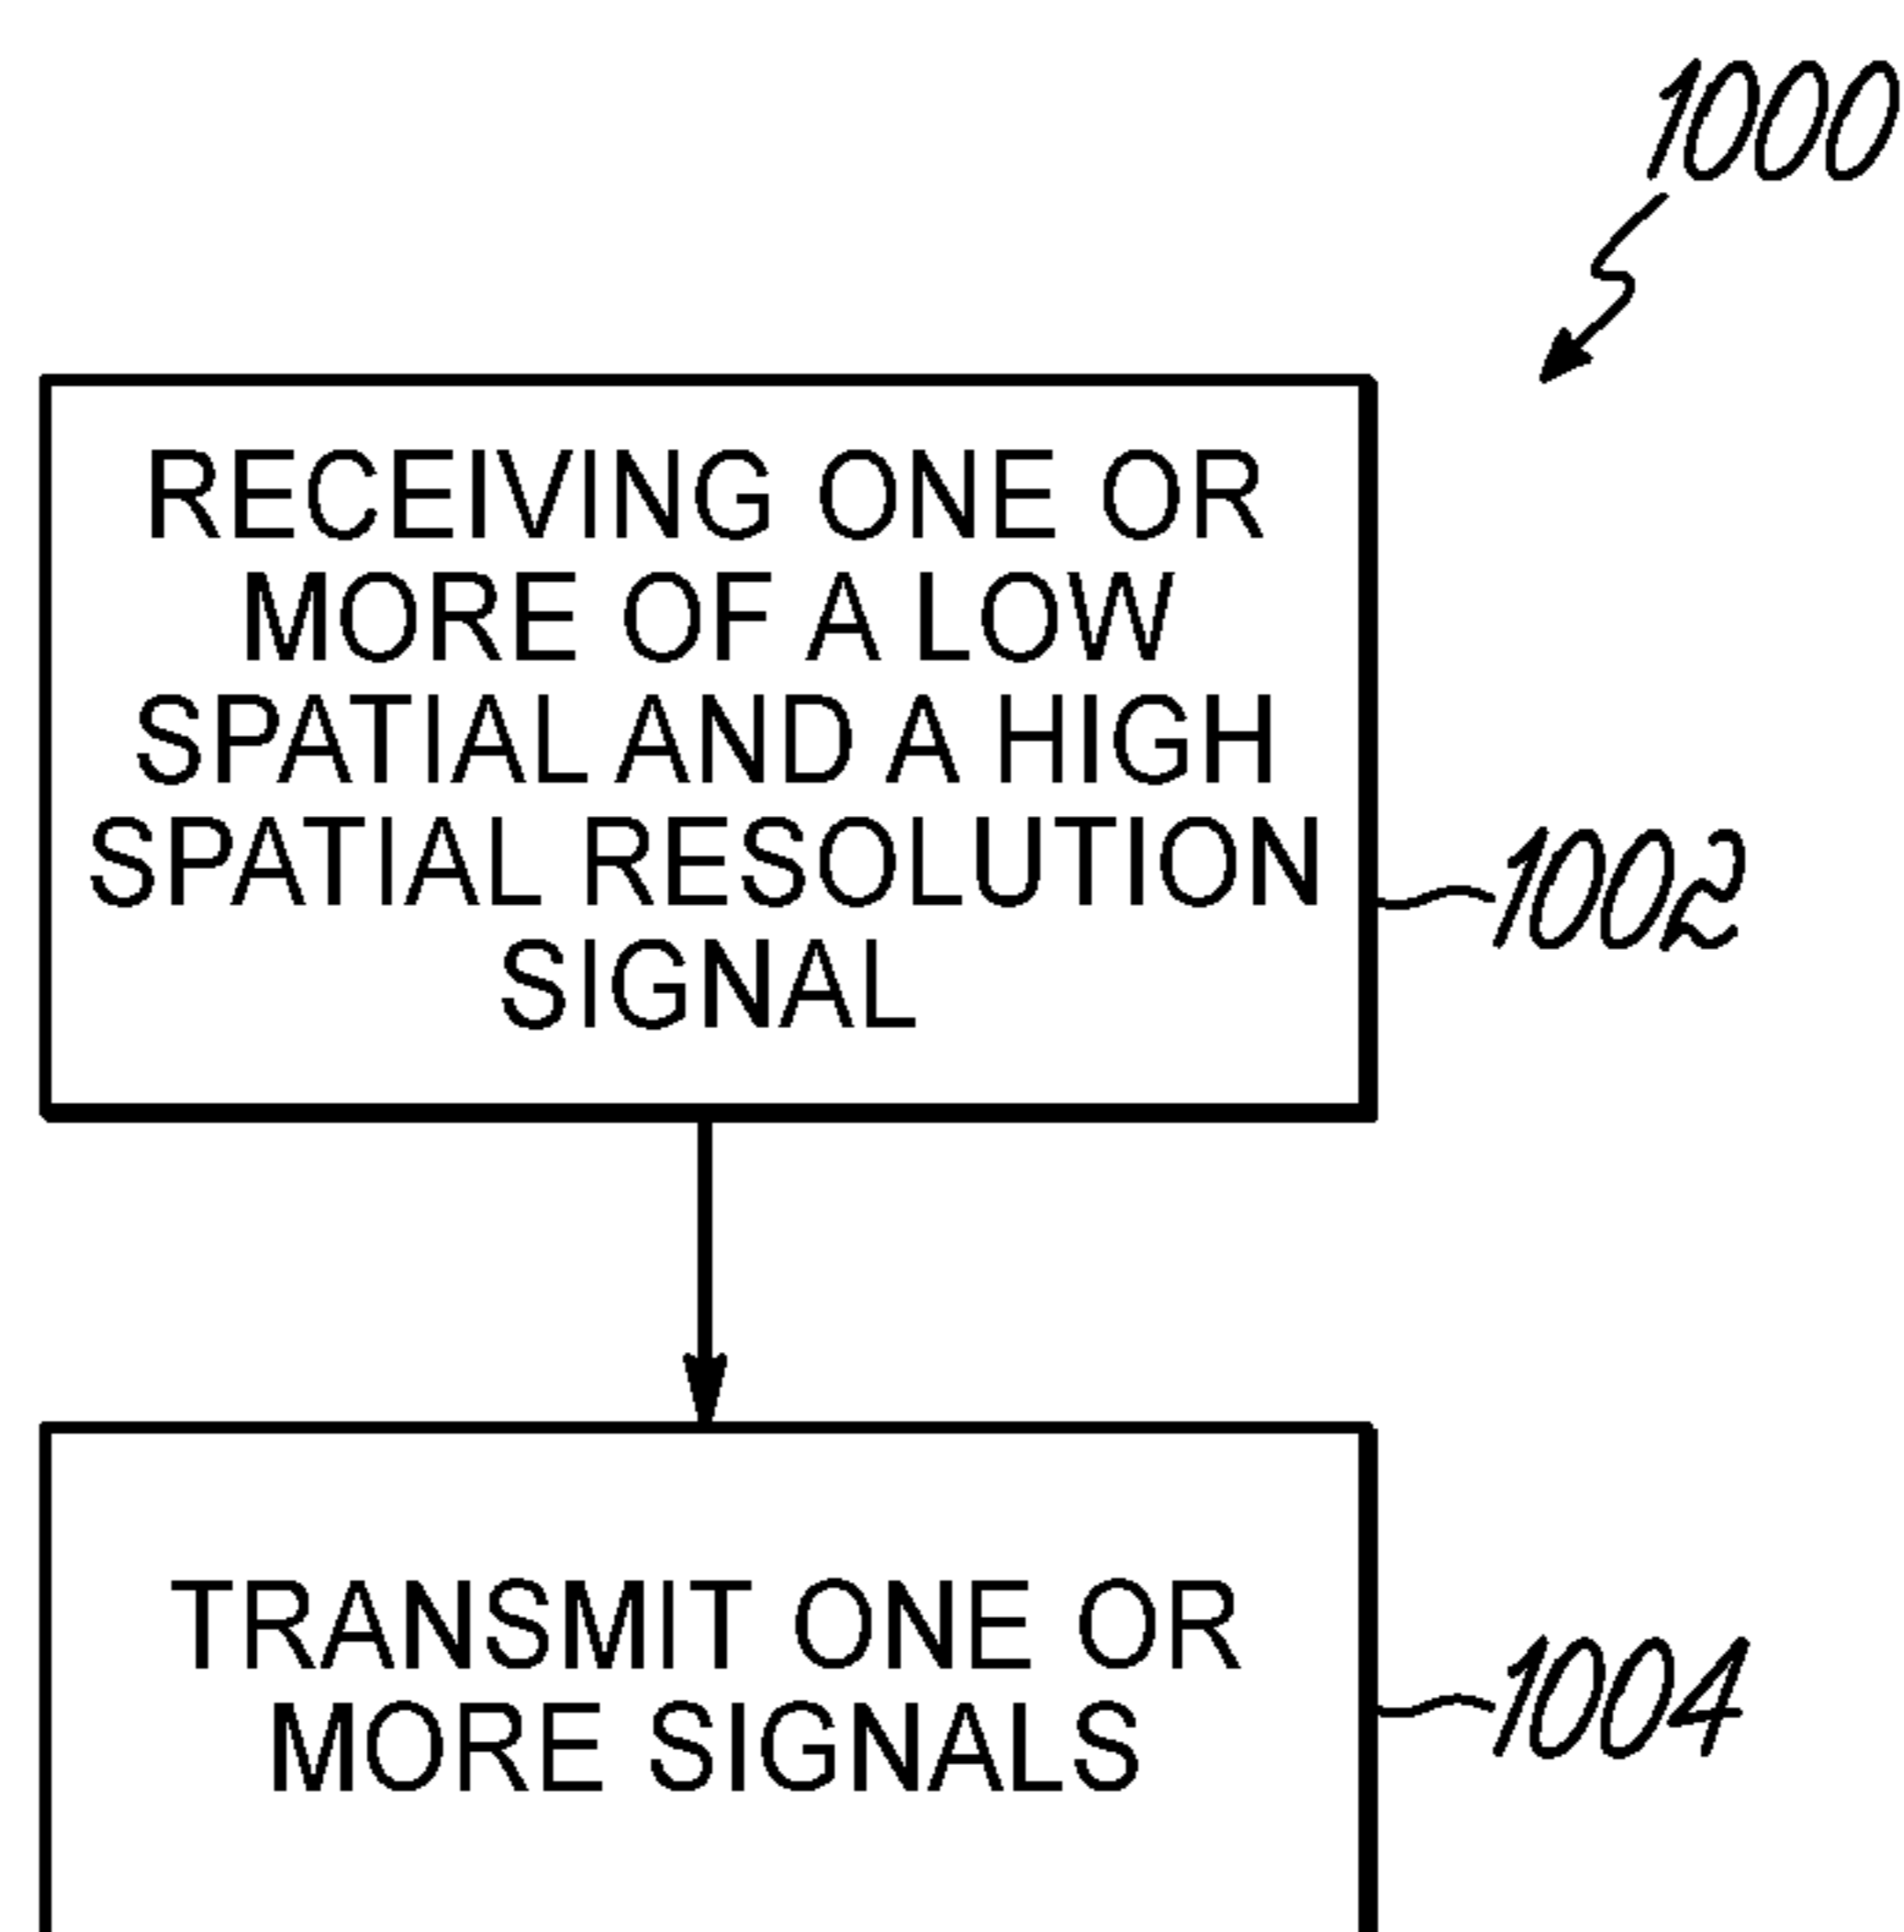 1000
RECEIVING ONE OR
MORE OF A LOW
SPATIAL AND A HIGH
SPATIAL RESOLUTION
SIGNAL
1002
TRANSMIT ONE OR
MORE SIGNALS
1004